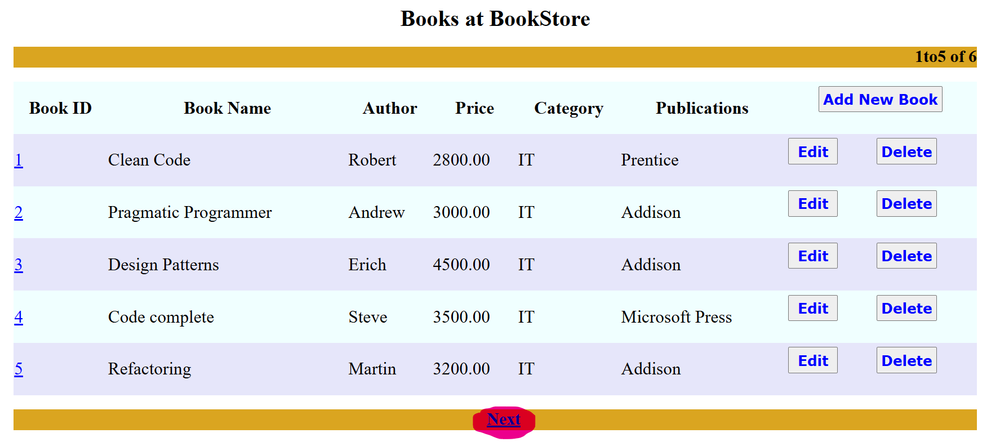 Books at BookStore
1to5 of 6
Book ID Book Name Author Price Category Publications Add New Book
1 Clean Code Robert 2800.00 IT Prentice Edit Delete
2 Pragmatic Programmer Andrew 3000.00 IT Addison Edit Delete
3 Design Patterns Erich 4500.00 IT Addison Edit Delete
4 Code complete Steve 3500.00 IT Microsoft Press Edit Delete
5 Refactoring Martin 3200.00 IT Addison Edit Delete
Next